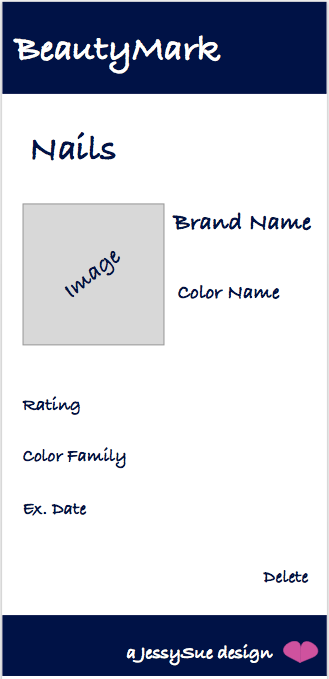 BeautyMark
Nails
Brand Name
Image
Color Name
Rating
Color Family
Ex. Date
Delete
a JessySue design